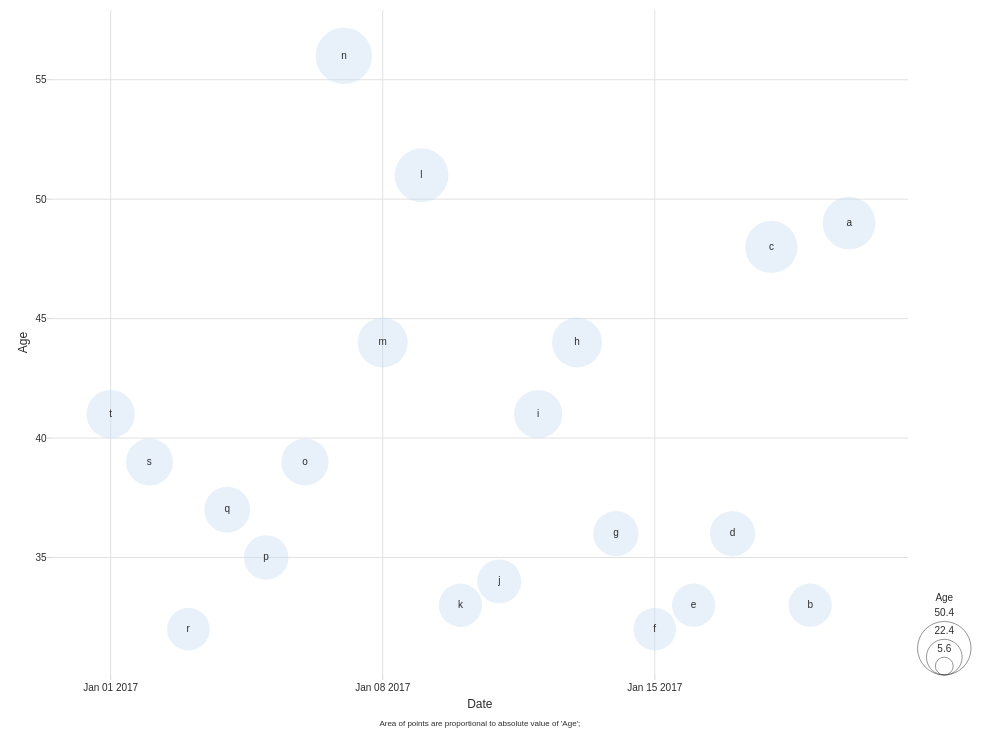 n
55
l
50
a
c
45
m
h
Age
t
i
40
s
o
q
g
d
35
p
j
k
e
b
r
f
Age
50.4
22.4
5.6
Jan 01 2017
Jan 08 2017
Jan 15 2017
Date
Area of points are proportional to absolute value of 'Age';